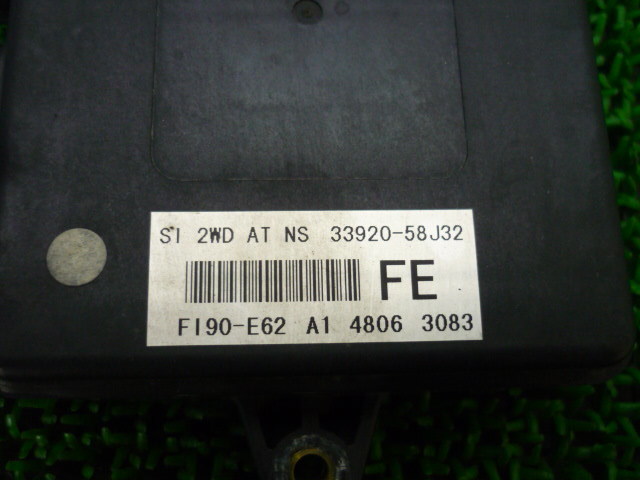 SI 2WD AT NS 33920-58J32
FE
FI90-E62 A1 4806 3083